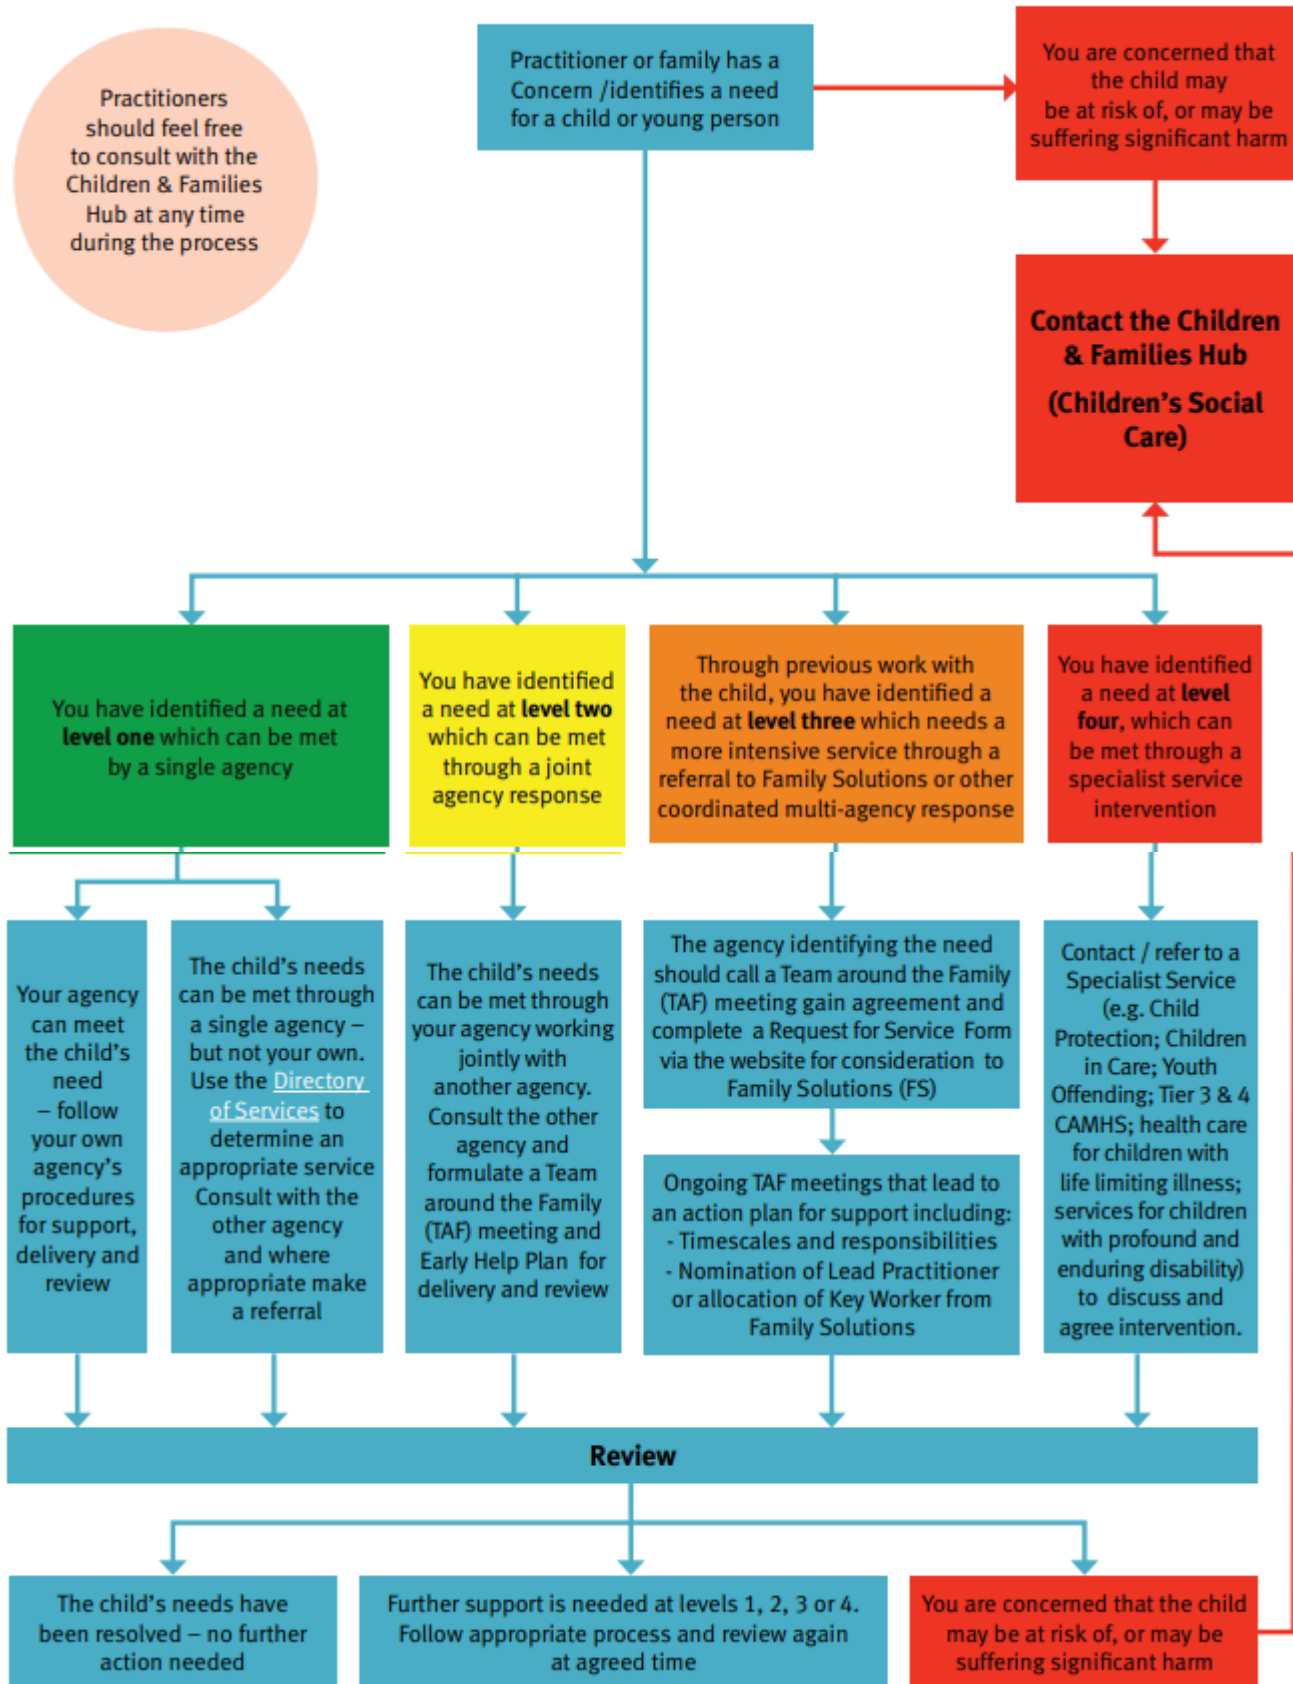 Practitioners
should feel free
to consult with the
Children & Families
Hub at any time
during the process
Practitioner or family has a
Concern /identifies a need
for a child or young person
You are concerned that
the child may
be at risk of, or may be
suffering significant harm
Contact the Children
& Families Hub
(Children’s Social
Care)
You have identified a need at
level one which can be met
by a single agency
You have identified
a need at level two
which can be met
through a joint
agency response
Through previous work with
the child, you have identified a
need at level three which needs a
more intensive service through a
referral to Family Solutions or other
coordinated multi-agency response
You have identified
a need at level
four, which can
be met through a
specialist service
intervention
Your agency
can meet
the child’s
need
– follow
your own
agency’s
procedures
for support,
delivery and
review
The child’s needs
can be met through
a single agency –
but not your own.
Use the Directory
of Services to
determine an
appropriate service
Consult with the
other agency
and where
appropriate make
a referral
The child’s needs
can be met through
your agency working
jointly with
another agency.
Consult the other
agency and
formulate a Team
around the Family
(TAF) meeting and
Early Help Plan for
delivery and review
The agency identifying the need
should call a Team around the Family
(TAF) meeting gain agreement and
complete a Request for Service Form
via the website for consideration to
Family Solutions (FS)
Ongoing TAF meetings that lead to
an action plan for support including:
- Timescales and responsibilities
- Nomination of Lead Practitioner
or allocation of Key Worker from
Family Solutions
Contact / refer to a
Specialist Service
(e.g. Child
Protection; Children
in Care; Youth
Offending; Tier 3 & 4
CAMHS; health care
for children with
life limiting illness;
services for children
with profound and
enduring disability)
to discuss and
agree intervention.
Review
The child’s needs have
been resolved – no further
action needed
Further support is needed at levels 1, 2, 3 or 4.
Follow appropriate process and review again
at agreed time
You are concerned that the child
may be at risk of, or may be
suffering significant harm